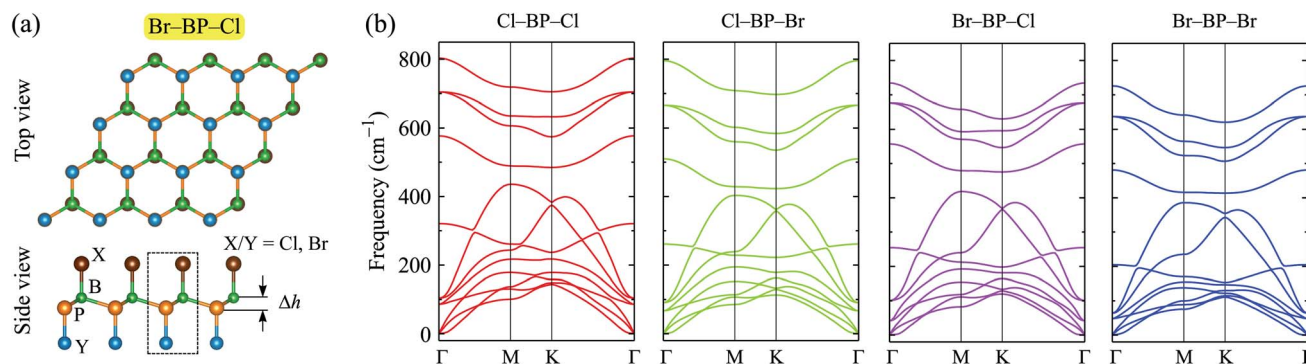 (a)
Br–BP–Cl
Top view
Side view
X/Y = Cl, Br
X
B
P
Y
Δh
(b)
Cl–BP–Cl
Cl–BP–Br
Br–BP–Cl
Br–BP–Br
Frequency (cm⁻¹)
800
600
400
200
0
Γ M K Γ
Γ M K Γ
Γ M K Γ
Γ M K Γ